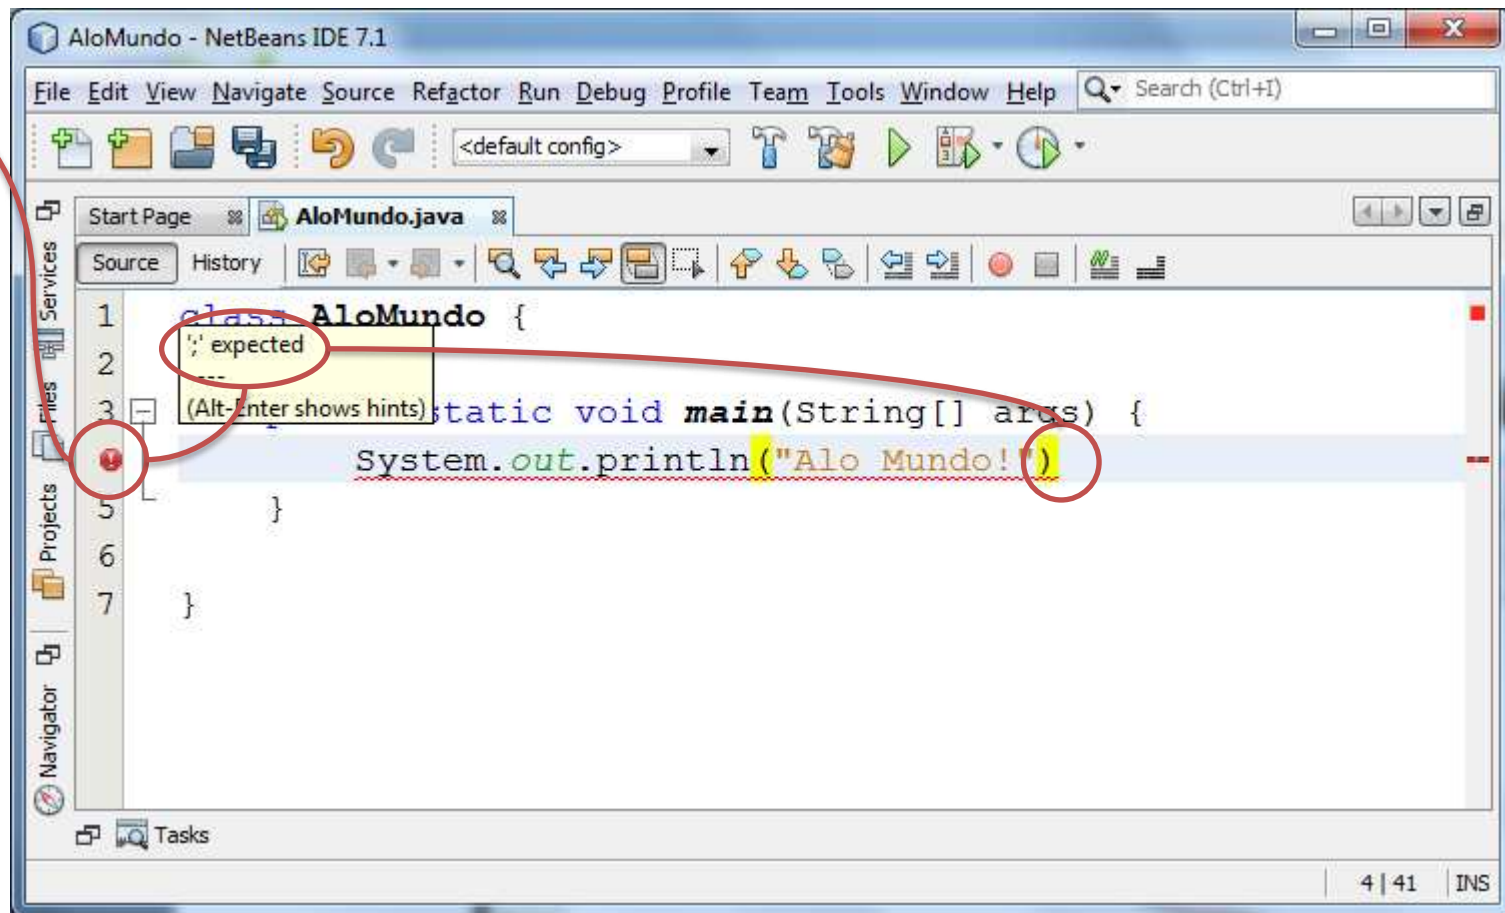 AloMundo - NetBeans IDE 7.1
File Edit View Navigate Source Refactor Run Debug Profile Team Tools Window Help Search (Ctrl+I)
<default config>
Start Page AloMundo.java
Source History
Services
Files
Projects
Navigator
1 class AloMundo {
';' expected
2
----
(Alt-Enter shows hints)
3 static void main(String[] args) {
System.out.println("Alo Mundo!")
5 }
6
7 }
Tasks
4 | 41 INS